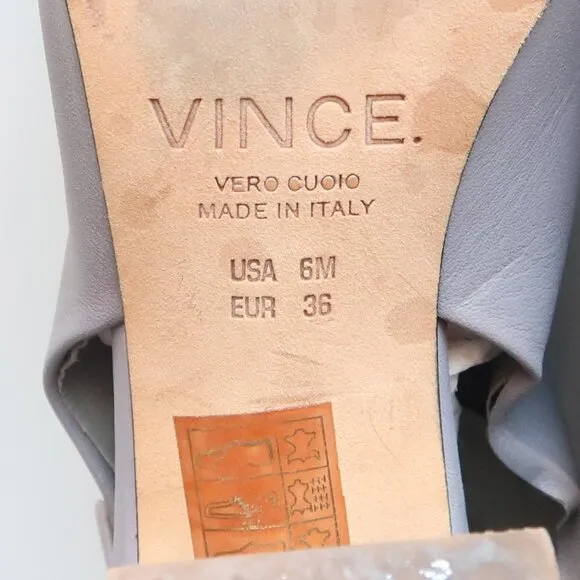 VINCE.
VERO CUOIO
MADE IN ITALY
USA 6M
EUR 36